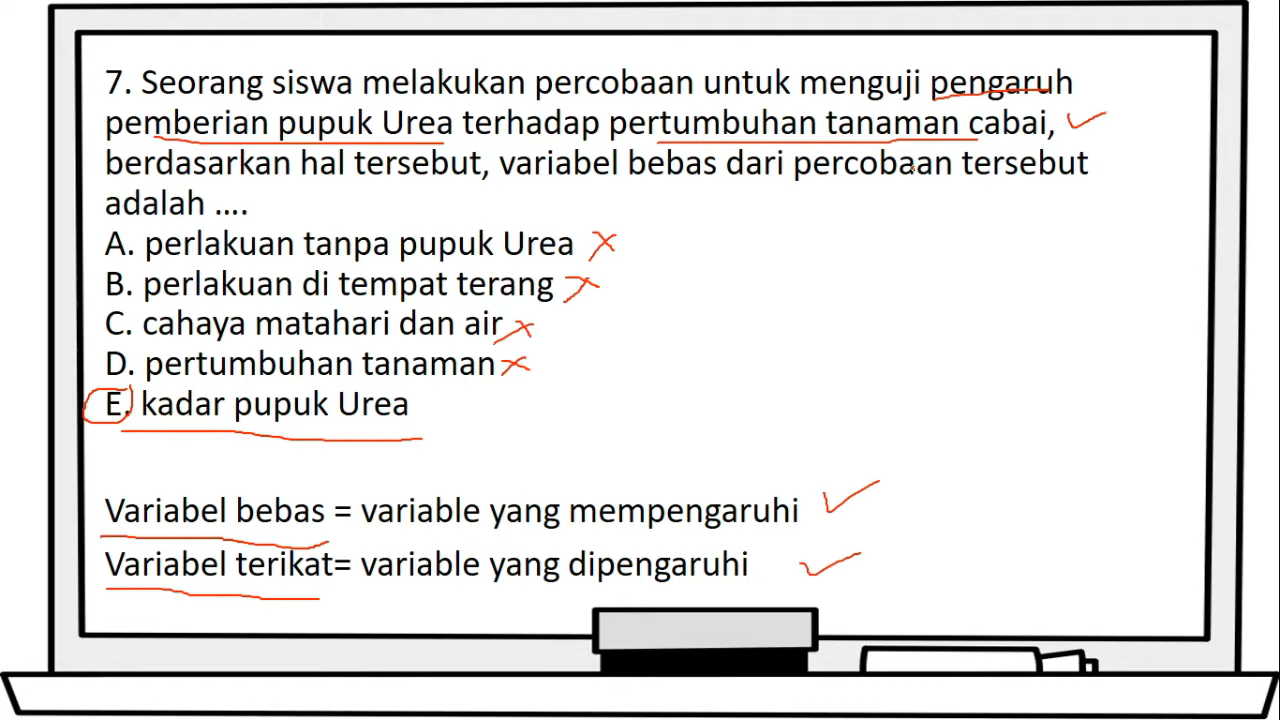 7. Seorang siswa melakukan percobaan untuk menguji pengaruh
pemberian pupuk Urea terhadap pertumbuhan tanaman cabai,
berdasarkan hal tersebut, variabel bebas dari percobaan tersebut
adalah ....
A. perlakuan tanpa pupuk Urea
B. perlakuan di tempat terang
C. cahaya matahari dan air
D. pertumbuhan tanaman
E. kadar pupuk Urea
Variabel bebas = variable yang mempengaruhi
Variabel terikat= variable yang dipengaruhi